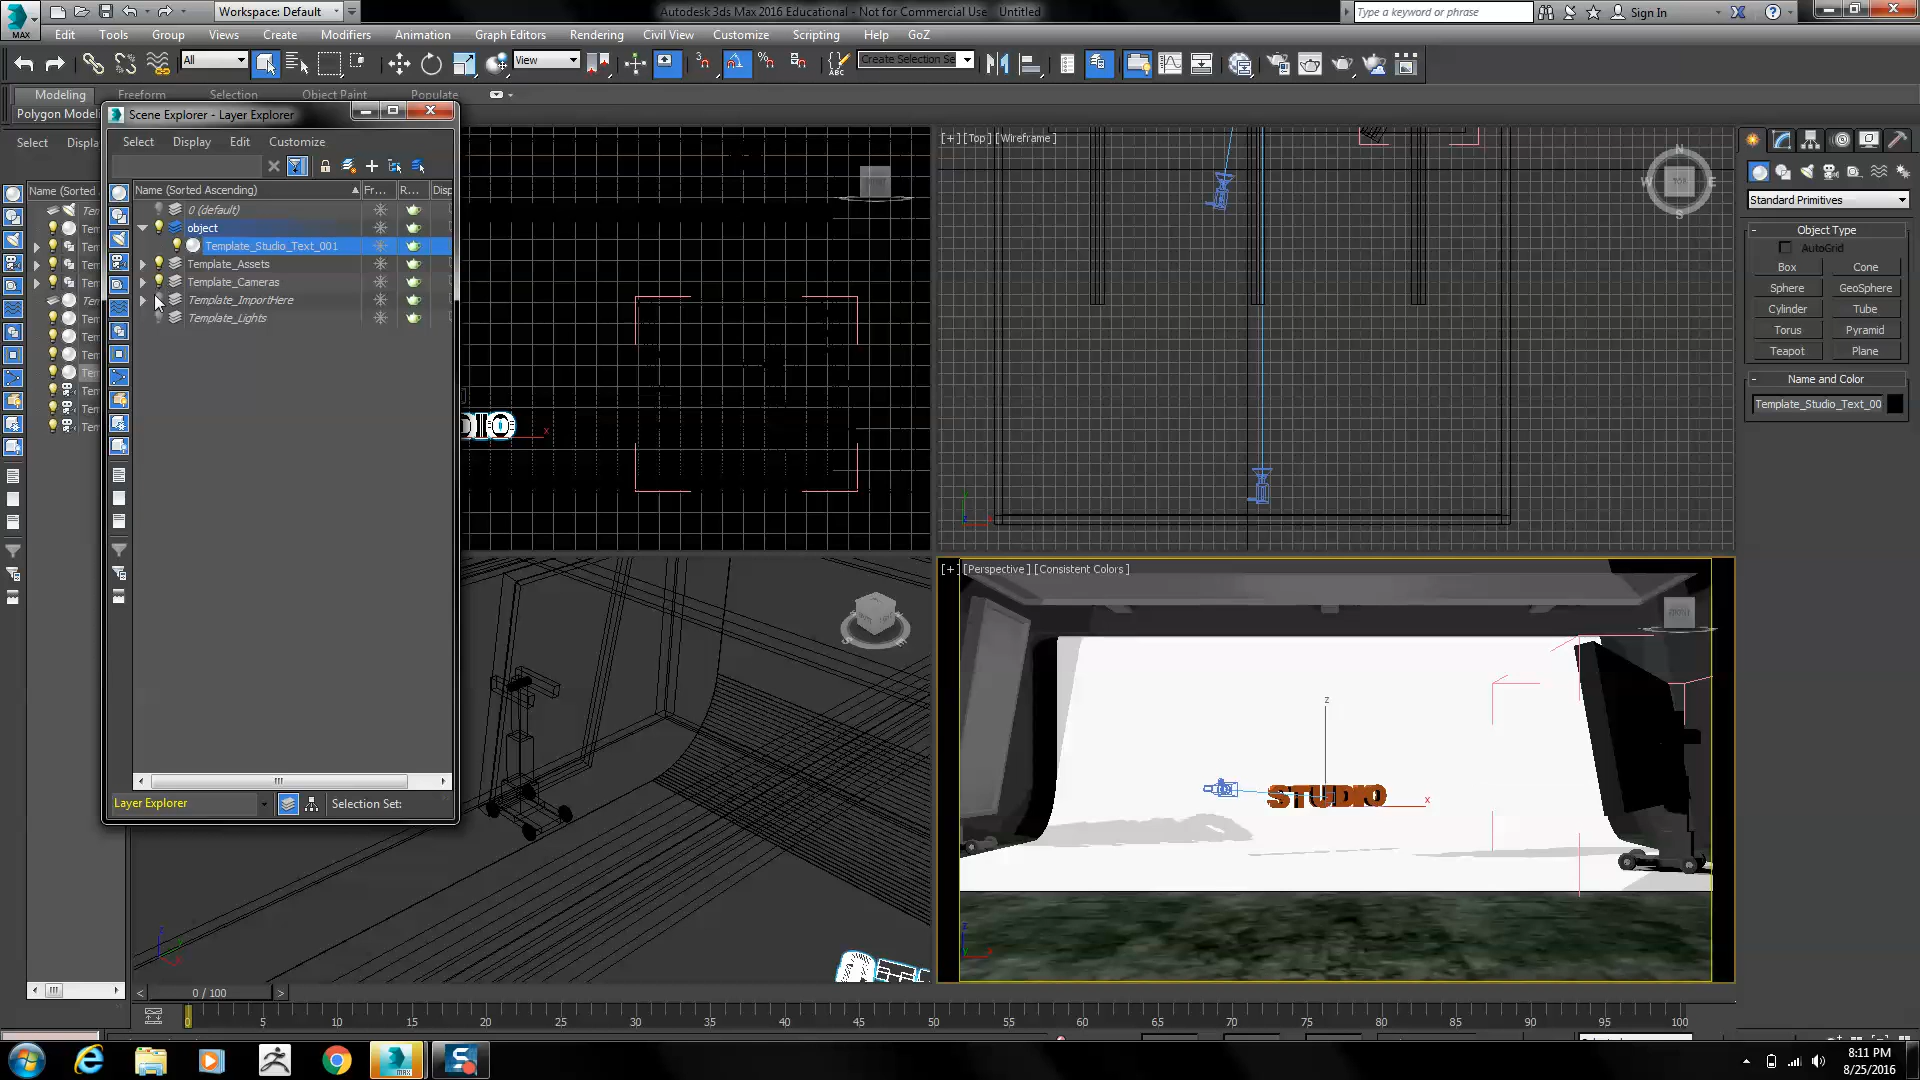 Workspace: Default
Autodesk 3ds Max 2016 Educational - Not for Commercial Use    Untitled
Type a keyword or phrase
Sign In
MAX
Edit Tools Group Views Create Modifiers Animation Graph Editors Rendering Civil View Customize Scripting Help GoZ
All
View
Create Selection Se
Modeling Freeform Selection Object Paint Populate
Polygon Model
Scene Explorer - Layer Explorer
Select Display Edit Customize
Select Displa
Name (Sorted Ascending) Fr... R... Disp
Name (Sorted
0 (default)
object
Template_Studio_Text_001
Template_Assets
Template_Cameras
Template_ImportHere
Template_Lights
Layer Explorer
Selection Set:
[+] [Top] [Wireframe]
TOP
N
W
E
S
DIO
x
[+] [Perspective] [Consistent Colors]
FRONT
z
STUDIO
x
Standard Primitives
Object Type
AutoGrid
Box Cone
Sphere GeoSphere
Cylinder Tube
Torus Pyramid
Teapot Plane
Name and Color
Template_Studio_Text_00
0 / 100
5 10 15 20 25 30 35 40 45 50 55 60 65 70 75 80 85 90 95 100
8:11 PM
8/25/2016